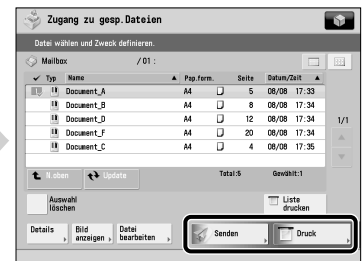 Zugang zu gesp.Dateien
Datei wählen und Zweck definieren.
Mailbox /01 :
Typ Name Pap.form. Seite Datum/Zeit
Document_A A4 5 08/08 17:33
Document_B A4 8 08/08 17:34
Document_D A4 12 08/08 17:34
Document_F A4 20 08/08 17:34
Document_C A4 4 08/08 17:35
1/1
N.oben Update Total:5 Gewählt:1
Auswahl löschen
Liste drucken
Details
Bild anzeigen
Datei bearbeiten
Senden
Druck